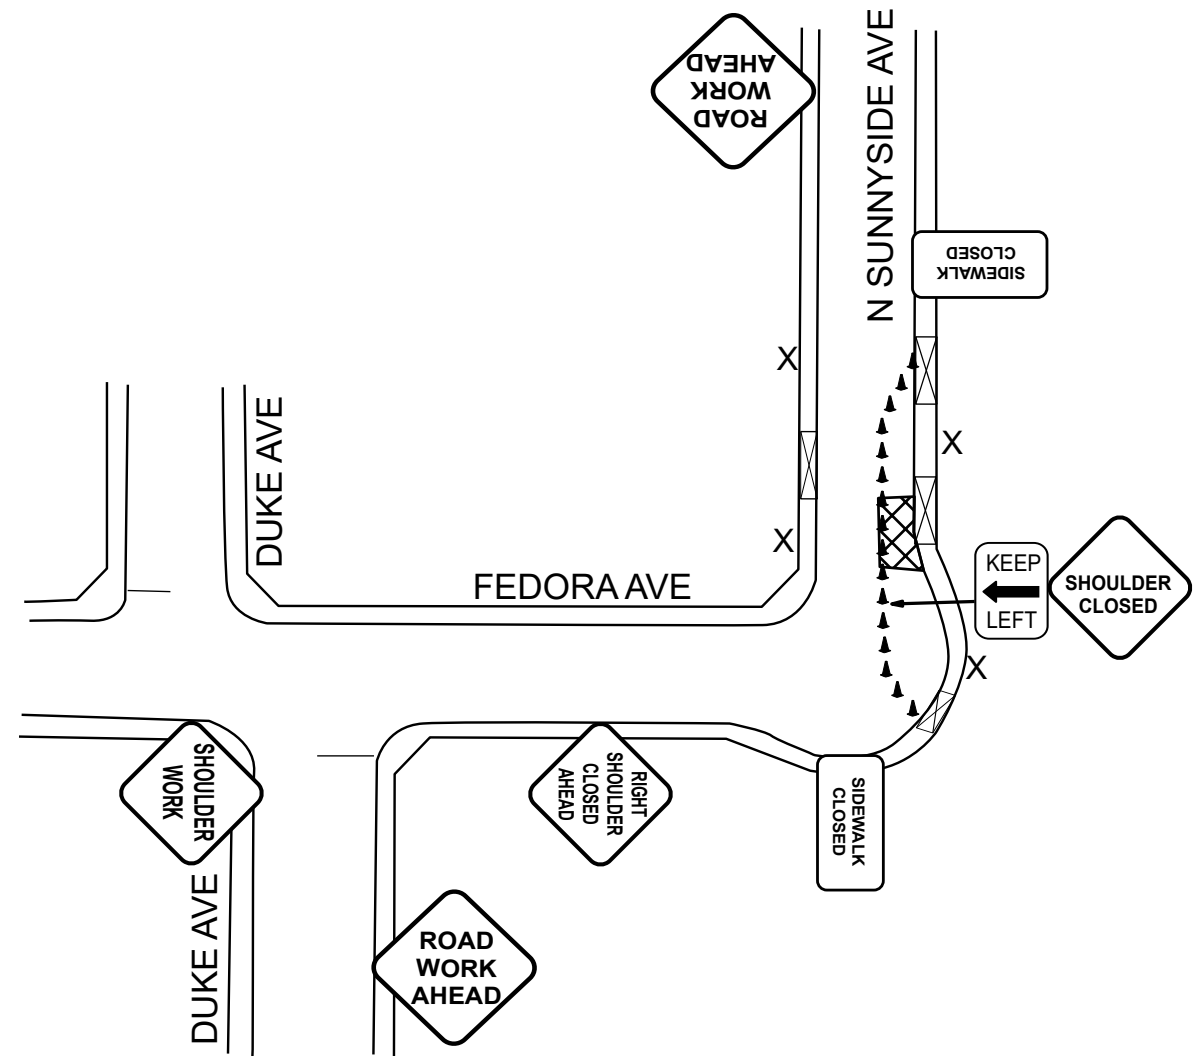 ROAD
WORK
AHEAD
N SUNNYSIDE AVE
SIDEWALK
CLOSED
X
X
X
DUKE AVE
KEEP
LEFT
SHOULDER
CLOSED
FEDORA AVE
X
SHOULDER
WORK
RIGHT
SHOULDER
CLOSED
AHEAD
SIDEWALK
CLOSED
DUKE AVE
ROAD
WORK
AHEAD